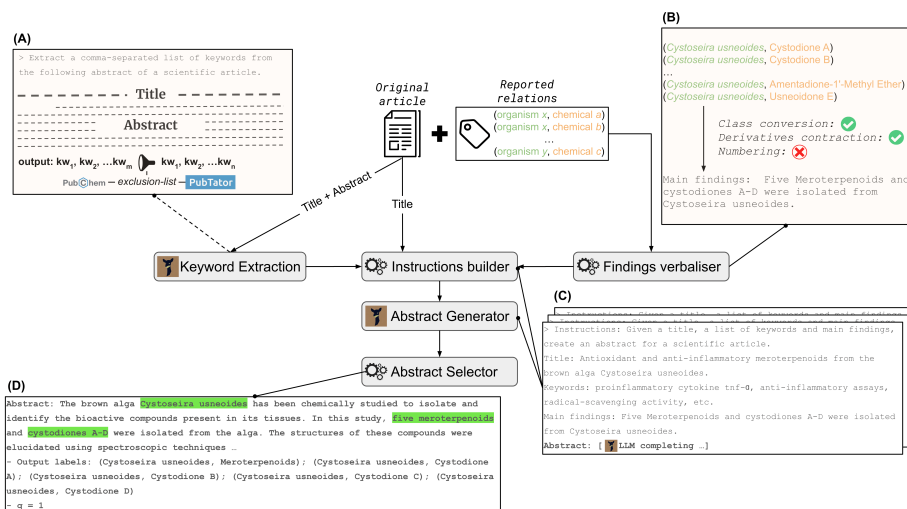 (A)
> Extract a comma-separated list of keywords from
the following abstract of a scientific article.
Title
Abstract
output: kw1, kw2, ...kwm kw1, kw2, ...kwn
PubChem – exclusion-list – PubTator
Original
article
Reported
relations
(organism x, chemical a)
(organism x, chemical b)
...
(organism y, chemical c)
Title + Abstract
Title
(B)
(Cystoseira usneoides, Cystodione A)
(Cystoseira usneoides, Cystodione B)
...
(Cystoseira usneoides, Amentadione-1'-Methyl Ether)
(Cystoseira usneoides, Usneoidone E)
Class conversion:
Derivatives contraction:
Numbering:
Main findings: Five Meroterpenoids and
cystodiones A-D were isolated from
Cystoseira usneoides.
Keyword Extraction
Instructions builder
Findings verbaliser
Abstract Generator
Abstract Selector
(C)
> Instructions: Given a title, a list of keywords and main findings,
create an abstract for a scientific article.
Title: Antioxidant and anti-inflammatory meroterpenoids from the
brown alga Cystoseira usneoides.
Keywords: proinflammatory cytokine tnf-α, anti-inflammatory assays,
radical-scavenging activity, etc.
Main findings: Five Meroterpenoids and cystodiones A-D were isolated
from Cystoseira usneoides.
Abstract: [ LLM completing …]
(D)
Abstract: The brown alga Cystoseira usneoides has been chemically studied to isolate and
identify the bioactive compounds present in its tissues. In this study, five meroterpenoids
and cystodiones A-D were isolated from the alga. The structures of these compounds were
elucidated using spectroscopic techniques …
- Output labels: (Cystoseira usneoides, Meroterpenoids); (Cystoseira usneoides, Cystodione
A); (Cystoseira usneoides, Cystodione B); (Cystoseira usneoides, Cystodione C); (Cystoseira
usneoides, Cystodione D)
- q = 1